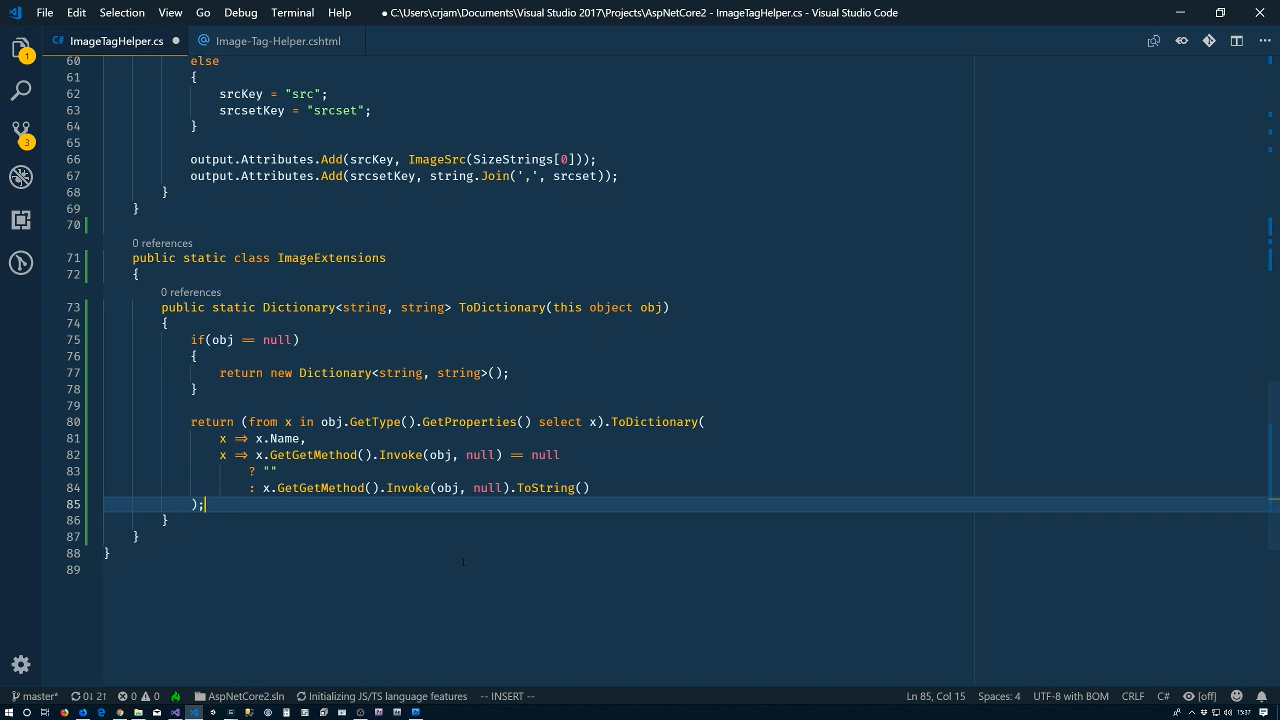 File Edit Selection View Go Debug Terminal Help
● C:\Users\crjam\Documents\Visual Studio 2017\Projects\AspNetCore2 - ImageTagHelper.cs - Visual Studio Code
C# ImageTagHelper.cs ●
@ Image-Tag-Helper.cshtml
1
3
60 else
61 {
62 srcKey = "src";
63 srcsetKey = "srcset";
64 }
65
66 output.Attributes.Add(srcKey, ImageSrc(SizeStrings[0]));
67 output.Attributes.Add(srcsetKey, string.Join(',', srcset));
68 }
69 }
70
0 references
71 public static class ImageExtensions
72 {
0 references
73 public static Dictionary<string, string> ToDictionary(this object obj)
74 {
75 if(obj == null)
76 {
77 return new Dictionary<string, string>();
78 }
79
80 return (from x in obj.GetType().GetProperties() select x).ToDictionary(
81 x => x.Name,
82 x => x.GetGetMethod().Invoke(obj, null) == null
83 ? ""
84 : x.GetGetMethod().Invoke(obj, null).ToString()
85 );
86 }
87 }
88 }
89
master* 0↓ 2↑ 0 0 AspNetCore2.sln Initializing JS/TS language features -- INSERT -- Ln 85, Col 15 Spaces: 4 UTF-8 with BOM CRLF C# [off]
15:37